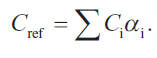 C_ref = ∑ C_i α_i.